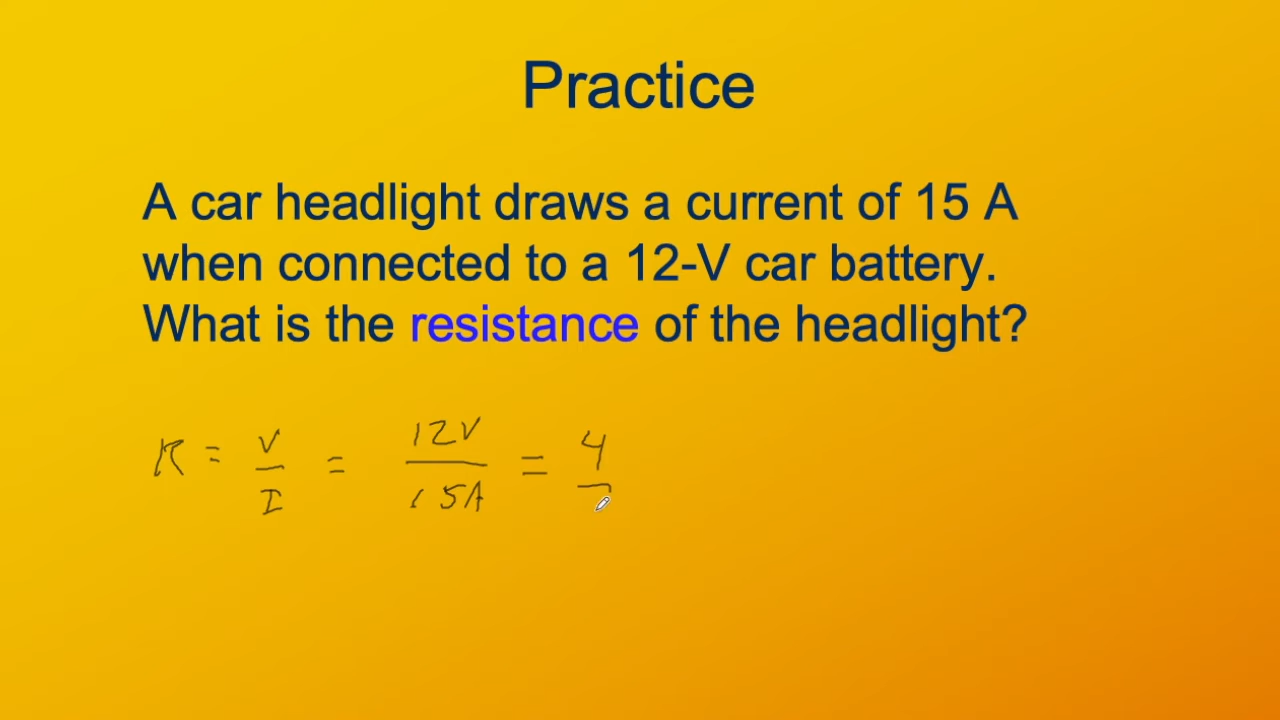 Practice
A car headlight draws a current of 15 A
when connected to a 12-V car battery.
What is the resistance of the headlight?
R = V/I = 12V/15A = 4/